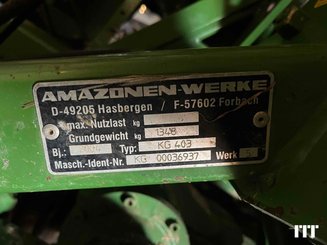 AMAZONEN-WERKE
D-49205 Hasbergen / F-57602 Forbach
max. Nutzlast kg
Grundgewicht kg 1348
Bj.: Typ: KG 403
Masch.-Ident-Nr. KG 00036937 Werk